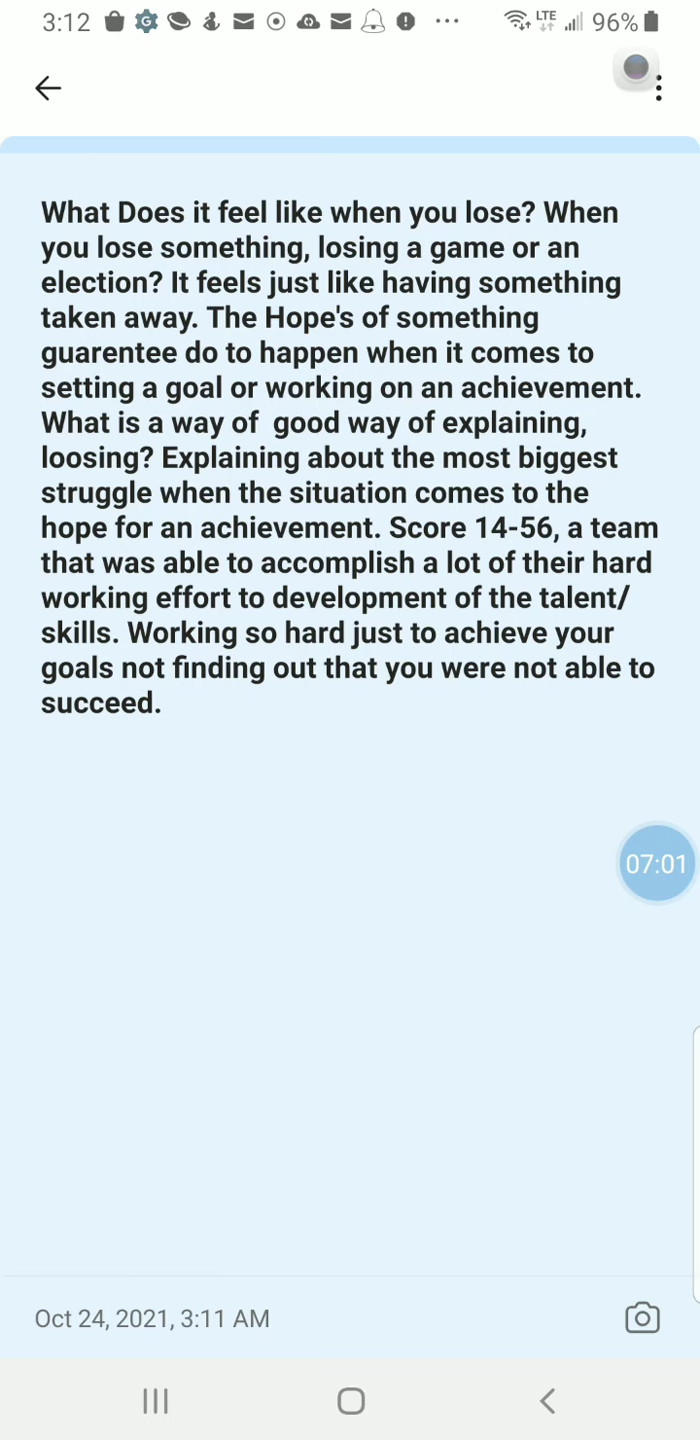 3:12 LTE 96%
What Does it feel like when you lose? When
you lose something, losing a game or an
election? It feels just like having something
taken away. The Hope's of something
guarentee do to happen when it comes to
setting a goal or working on an achievement.
What is a way of  good way of explaining,
loosing? Explaining about the most biggest
struggle when the situation comes to the
hope for an achievement. Score 14-56, a team
that was able to accomplish a lot of their hard
working effort to development of the talent/
skills. Working so hard just to achieve your
goals not finding out that you were not able to
succeed.
07:01
Oct 24, 2021, 3:11 AM